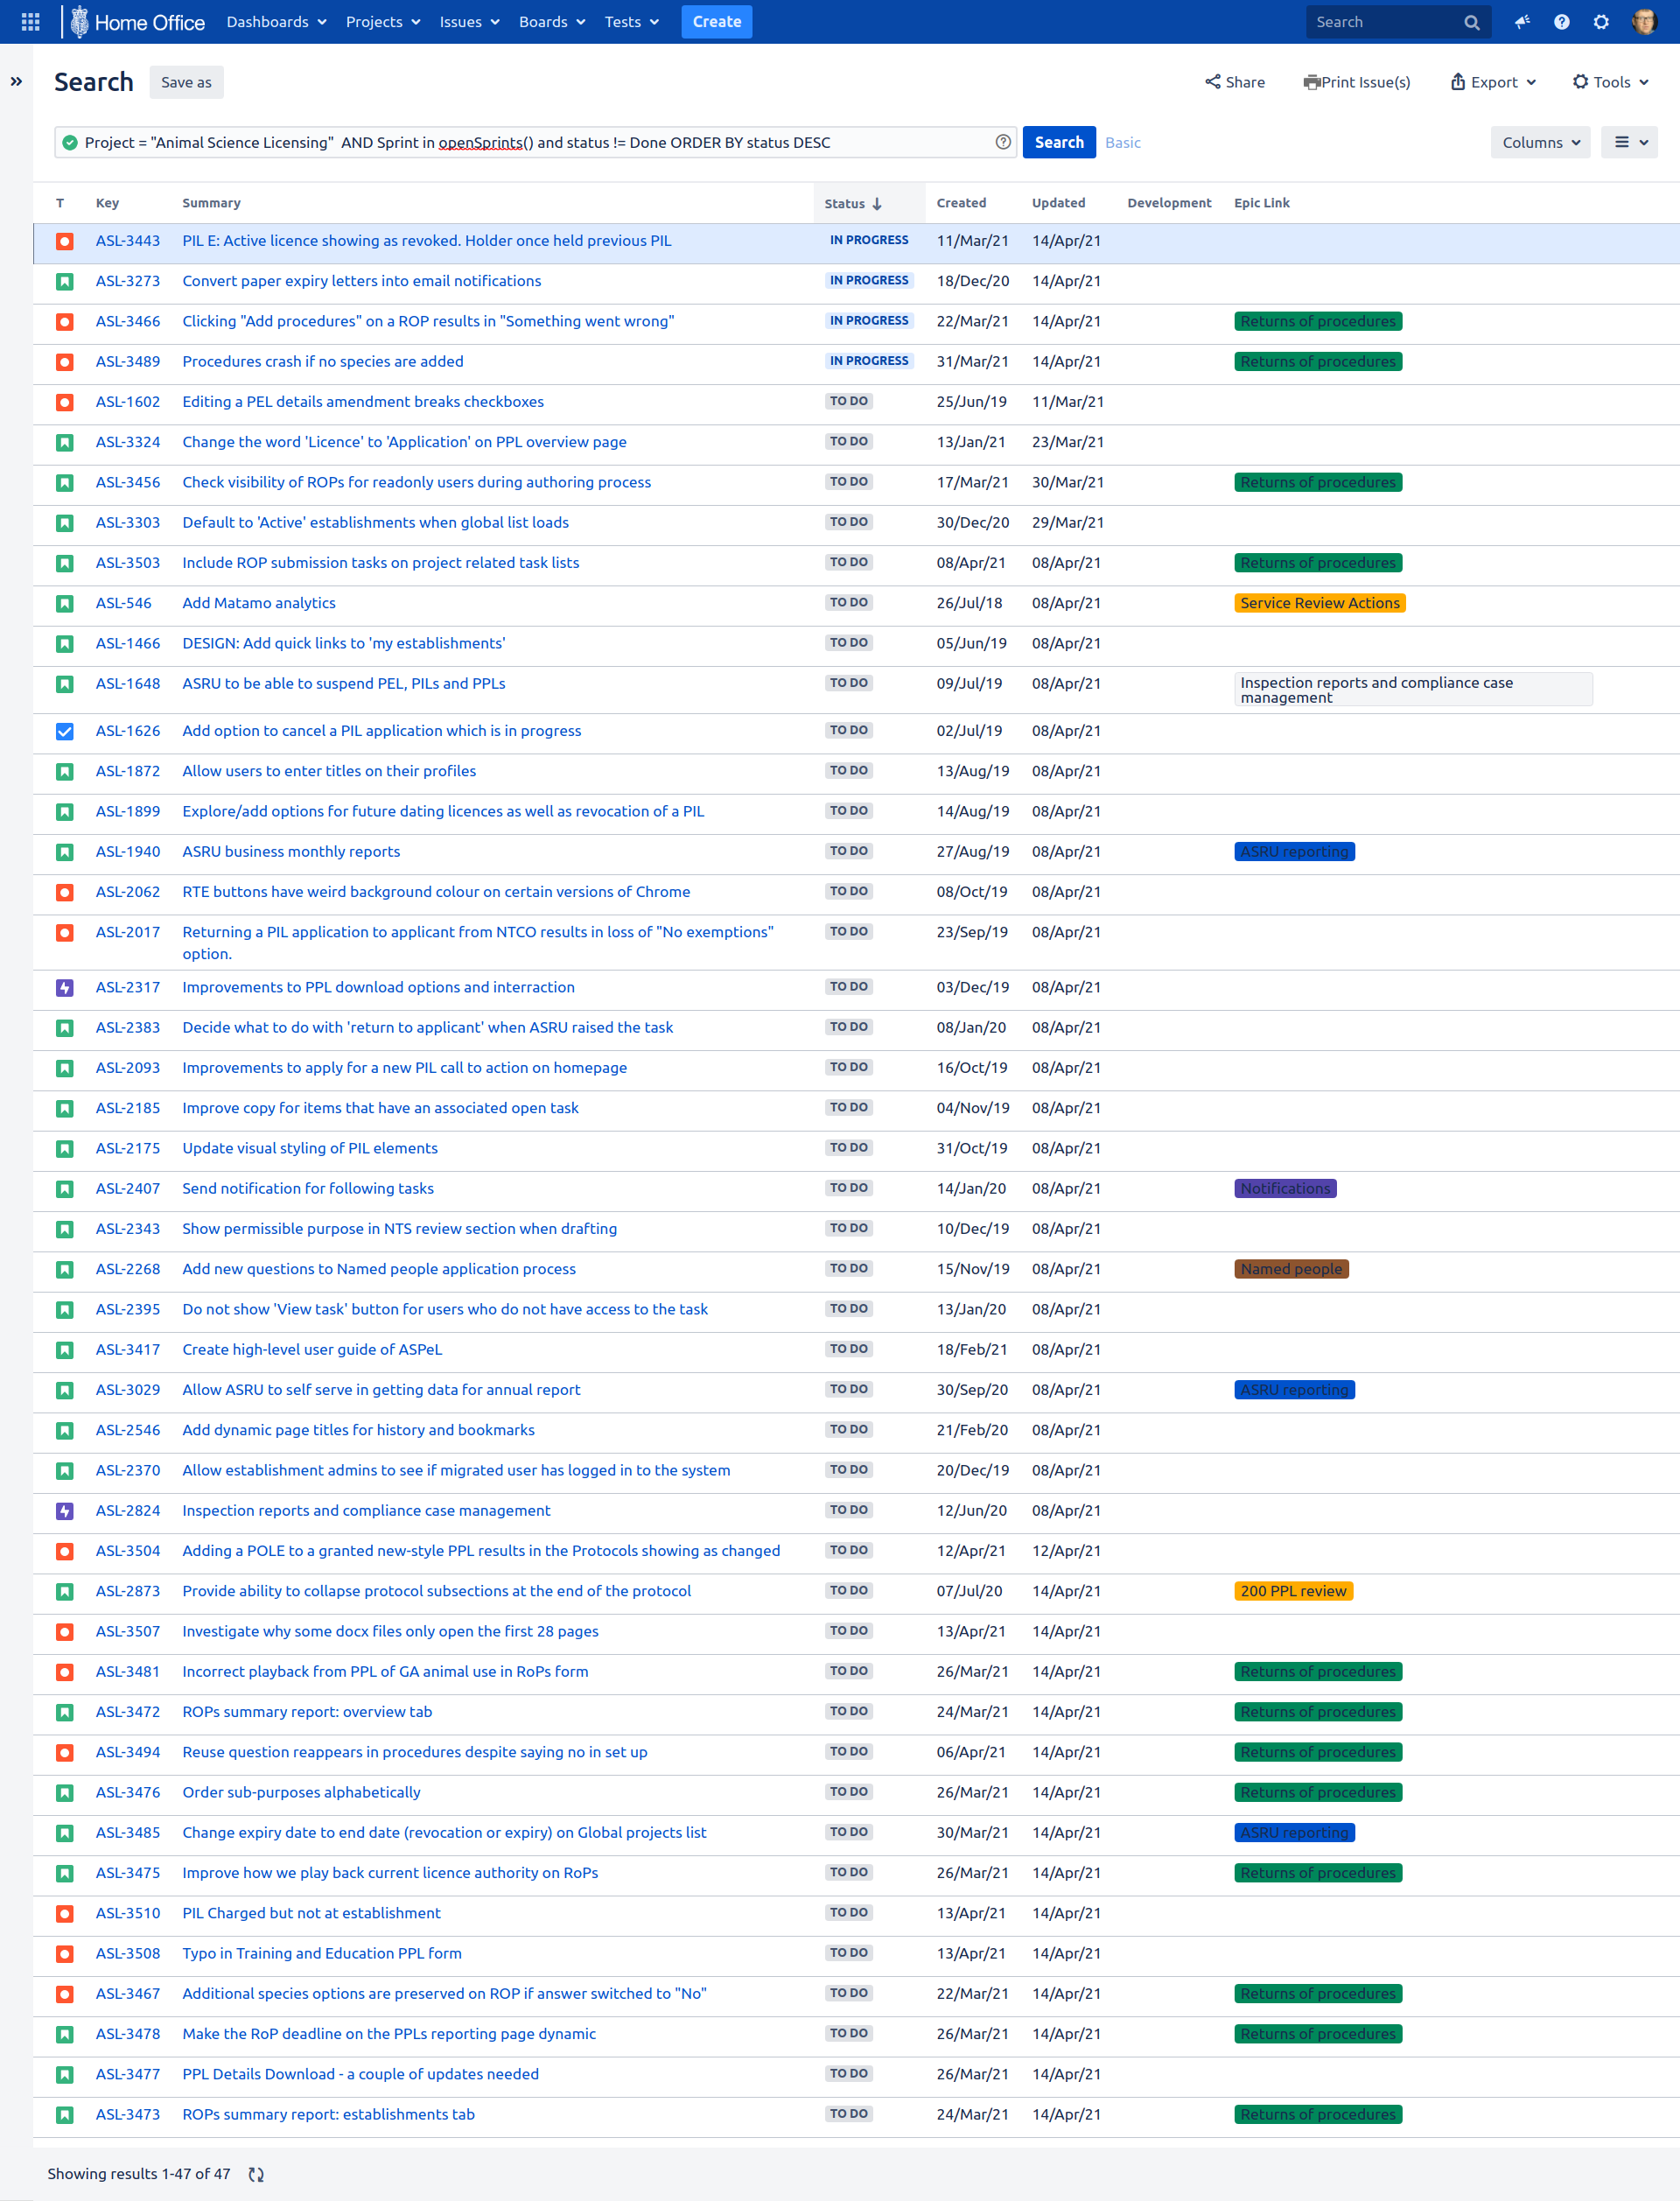 Home Office Dashboards Projects Issues Boards Tests Create Search
Search Save as Share Print Issue(s) Export Tools
Project = "Animal Science Licensing" AND Sprint in openSprints() and status != Done ORDER BY status DESC Search Basic Columns
T Key Summary Status Created Updated Development Epic Link
ASL-3443 PIL E: Active licence showing as revoked. Holder once held previous PIL IN PROGRESS 11/Mar/21 14/Apr/21
ASL-3273 Convert paper expiry letters into email notifications IN PROGRESS 18/Dec/20 14/Apr/21
ASL-3466 Clicking "Add procedures" on a ROP results in "Something went wrong" IN PROGRESS 22/Mar/21 14/Apr/21 Returns of procedures
ASL-3489 Procedures crash if no species are added IN PROGRESS 31/Mar/21 14/Apr/21 Returns of procedures
ASL-1602 Editing a PEL details amendment breaks checkboxes TO DO 25/Jun/19 11/Mar/21
ASL-3324 Change the word 'Licence' to 'Application' on PPL overview page TO DO 13/Jan/21 23/Mar/21
ASL-3456 Check visibility of ROPs for readonly users during authoring process TO DO 17/Mar/21 30/Mar/21 Returns of procedures
ASL-3303 Default to 'Active' establishments when global list loads TO DO 30/Dec/20 29/Mar/21
ASL-3503 Include ROP submission tasks on project related task lists TO DO 08/Apr/21 08/Apr/21 Returns of procedures
ASL-546 Add Matamo analytics TO DO 26/Jul/18 08/Apr/21 Service Review Actions
ASL-1466 DESIGN: Add quick links to 'my establishments' TO DO 05/Jun/19 08/Apr/21
ASL-1648 ASRU to be able to suspend PEL, PILs and PPLs TO DO 09/Jul/19 08/Apr/21 Inspection reports and compliance case
management
ASL-1626 Add option to cancel a PIL application which is in progress TO DO 02/Jul/19 08/Apr/21
ASL-1872 Allow users to enter titles on their profiles TO DO 13/Aug/19 08/Apr/21
ASL-1899 Explore/add options for future dating licences as well as revocation of a PIL TO DO 14/Aug/19 08/Apr/21
ASL-1940 ASRU business monthly reports TO DO 27/Aug/19 08/Apr/21 ASRU reporting
ASL-2062 RTE buttons have weird background colour on certain versions of Chrome TO DO 08/Oct/19 08/Apr/21
ASL-2017 Returning a PIL application to applicant from NTCO results in loss of "No exemptions" TO DO 23/Sep/19 08/Apr/21
option.
ASL-2317 Improvements to PPL download options and interraction TO DO 03/Dec/19 08/Apr/21
ASL-2383 Decide what to do with 'return to applicant' when ASRU raised the task TO DO 08/Jan/20 08/Apr/21
ASL-2093 Improvements to apply for a new PIL call to action on homepage TO DO 16/Oct/19 08/Apr/21
ASL-2185 Improve copy for items that have an associated open task TO DO 04/Nov/19 08/Apr/21
ASL-2175 Update visual styling of PIL elements TO DO 31/Oct/19 08/Apr/21
ASL-2407 Send notification for following tasks TO DO 14/Jan/20 08/Apr/21 Notifications
ASL-2343 Show permissible purpose in NTS review section when drafting TO DO 10/Dec/19 08/Apr/21
ASL-2268 Add new questions to Named people application process TO DO 15/Nov/19 08/Apr/21 Named people
ASL-2395 Do not show 'View task' button for users who do not have access to the task TO DO 13/Jan/20 08/Apr/21
ASL-3417 Create high-level user guide of ASPeL TO DO 18/Feb/21 08/Apr/21
ASL-3029 Allow ASRU to self serve in getting data for annual report TO DO 30/Sep/20 08/Apr/21 ASRU reporting
ASL-2546 Add dynamic page titles for history and bookmarks TO DO 21/Feb/20 08/Apr/21
ASL-2370 Allow establishment admins to see if migrated user has logged in to the system TO DO 20/Dec/19 08/Apr/21
ASL-2824 Inspection reports and compliance case management TO DO 12/Jun/20 08/Apr/21
ASL-3504 Adding a POLE to a granted new-style PPL results in the Protocols showing as changed TO DO 12/Apr/21 12/Apr/21
ASL-2873 Provide ability to collapse protocol subsections at the end of the protocol TO DO 07/Jul/20 14/Apr/21 200 PPL review
ASL-3507 Investigate why some docx files only open the first 28 pages TO DO 13/Apr/21 14/Apr/21
ASL-3481 Incorrect playback from PPL of GA animal use in RoPs form TO DO 26/Mar/21 14/Apr/21 Returns of procedures
ASL-3472 ROPs summary report: overview tab TO DO 24/Mar/21 14/Apr/21 Returns of procedures
ASL-3494 Reuse question reappears in procedures despite saying no in set up TO DO 06/Apr/21 14/Apr/21 Returns of procedures
ASL-3476 Order sub-purposes alphabetically TO DO 26/Mar/21 14/Apr/21 Returns of procedures
ASL-3485 Change expiry date to end date (revocation or expiry) on Global projects list TO DO 30/Mar/21 14/Apr/21 ASRU reporting
ASL-3475 Improve how we play back current licence authority on RoPs TO DO 26/Mar/21 14/Apr/21 Returns of procedures
ASL-3510 PIL Charged but not at establishment TO DO 13/Apr/21 14/Apr/21
ASL-3508 Typo in Training and Education PPL form TO DO 13/Apr/21 14/Apr/21
ASL-3467 Additional species options are preserved on ROP if answer switched to "No" TO DO 22/Mar/21 14/Apr/21 Returns of procedures
ASL-3478 Make the RoP deadline on the PPLs reporting page dynamic TO DO 26/Mar/21 14/Apr/21 Returns of procedures
ASL-3477 PPL Details Download - a couple of updates needed TO DO 26/Mar/21 14/Apr/21
ASL-3473 ROPs summary report: establishments tab TO DO 24/Mar/21 14/Apr/21 Returns of procedures
Showing results 1-47 of 47